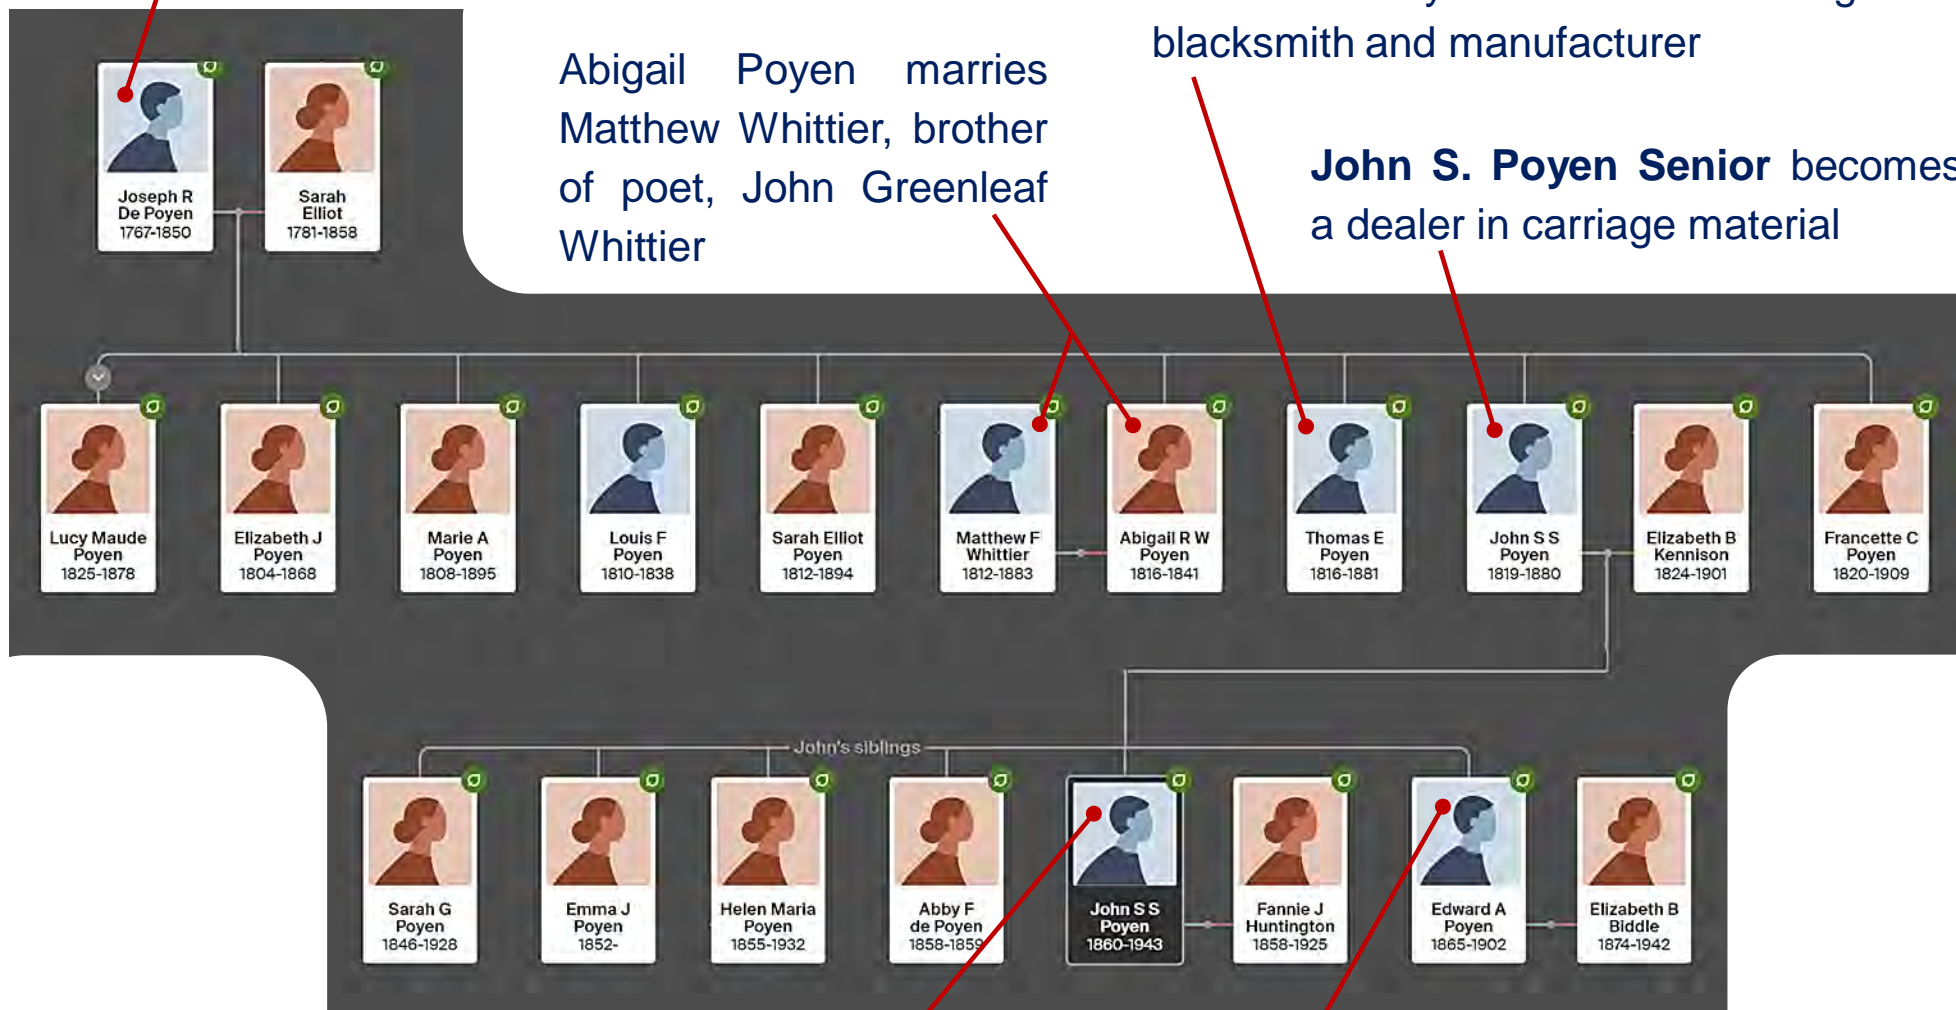 blacksmith and manufacturer
Abigail Poyen marries
Matthew Whittier, brother
of poet, John Greenleaf
Whittier
John S. Poyen Senior becomes
a dealer in carriage material
Joseph R
De Poyen
1767-1850
Sarah
Elliot
1781-1858
Lucy Maude
Poyen
1825-1878
Elizabeth J
Poyen
1804-1868
Marie A
Poyen
1808-1895
Louis F
Poyen
1810-1838
Sarah Elliot
Poyen
1812-1894
Matthew F
Whittier
1812-1883
Abigail R W
Poyen
1816-1841
Thomas E
Poyen
1816-1881
John S S
Poyen
1819-1880
Elizabeth B
Kennison
1824-1901
Francette C
Poyen
1820-1909
John's siblings
Sarah G
Poyen
1846-1928
Emma J
Poyen
1852-
Helen Maria
Poyen
1855-1932
Abby F
de Poyen
1858-1859
John S S
Poyen
1860-1943
Fannie J
Huntington
1858-1925
Edward A
Poyen
1865-1902
Elizabeth B
Biddle
1874-1942